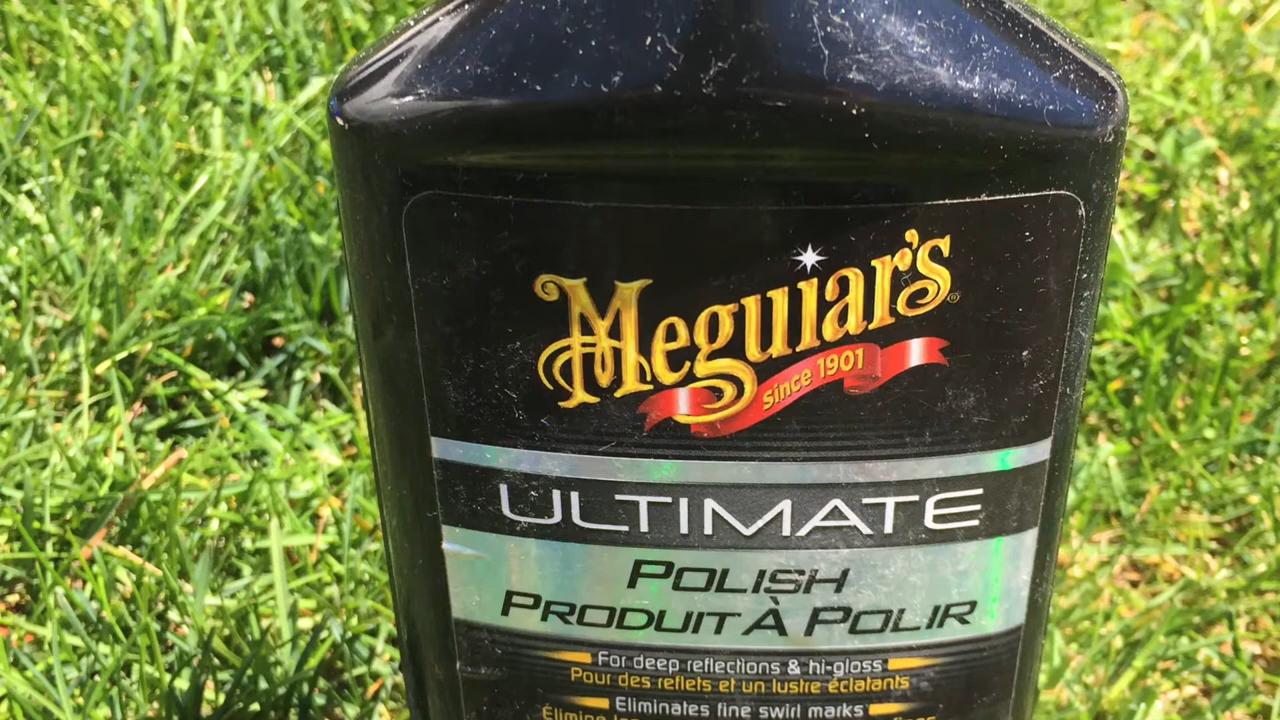 Meguiar's
Since 1901
ULTIMATE
POLISH
PRODUIT À POLIR
For deep reflections & hi-gloss
Pour des reflets et un lustre éclatants
Eliminates fine swirl marks
Élimine